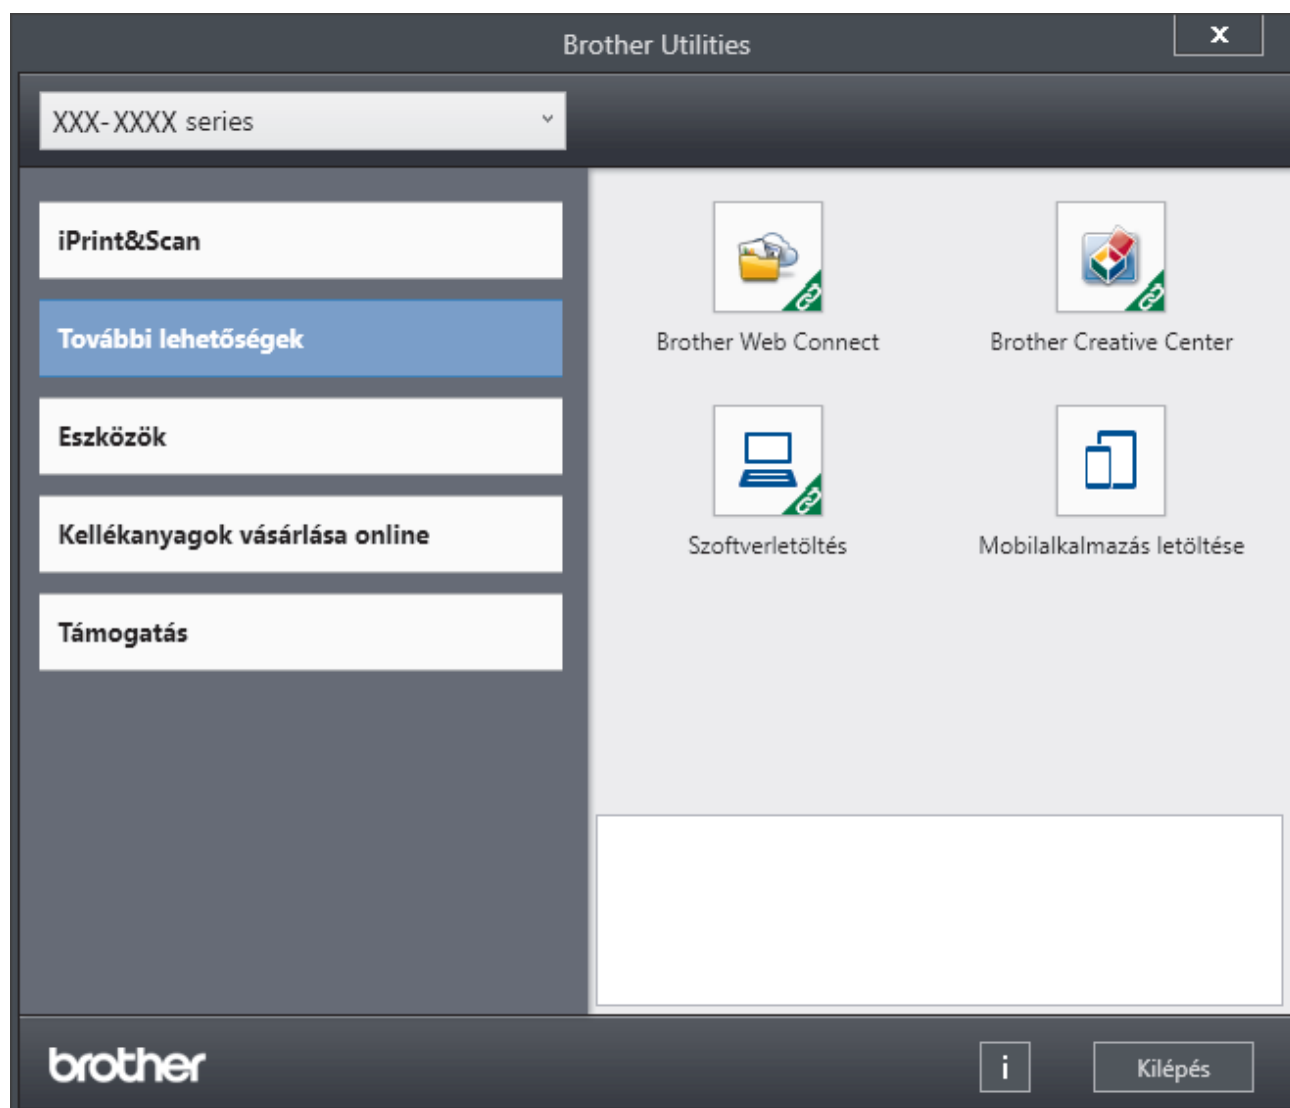 Brother Utilities
x
XXX-XXXX series
iPrint&Scan
További lehetőségek
Eszközök
Kellékanyagok vásárlása online
Támogatás
Brother Web Connect
Brother Creative Center
Szoftverletöltés
Mobilalkalmazás letöltése
brother
i
Kilépés